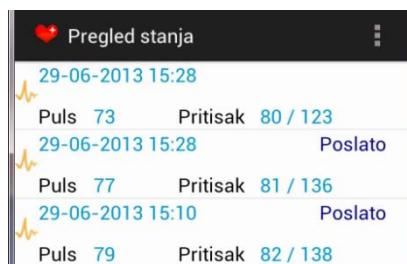 Pregled stanja
29-06-2013 15:28
Puls 73 Pritisak 80 / 123
29-06-2013 15:28 Poslato
Puls 77 Pritisak 81 / 136
29-06-2013 15:10 Poslato
Puls 79 Pritisak 82 / 138